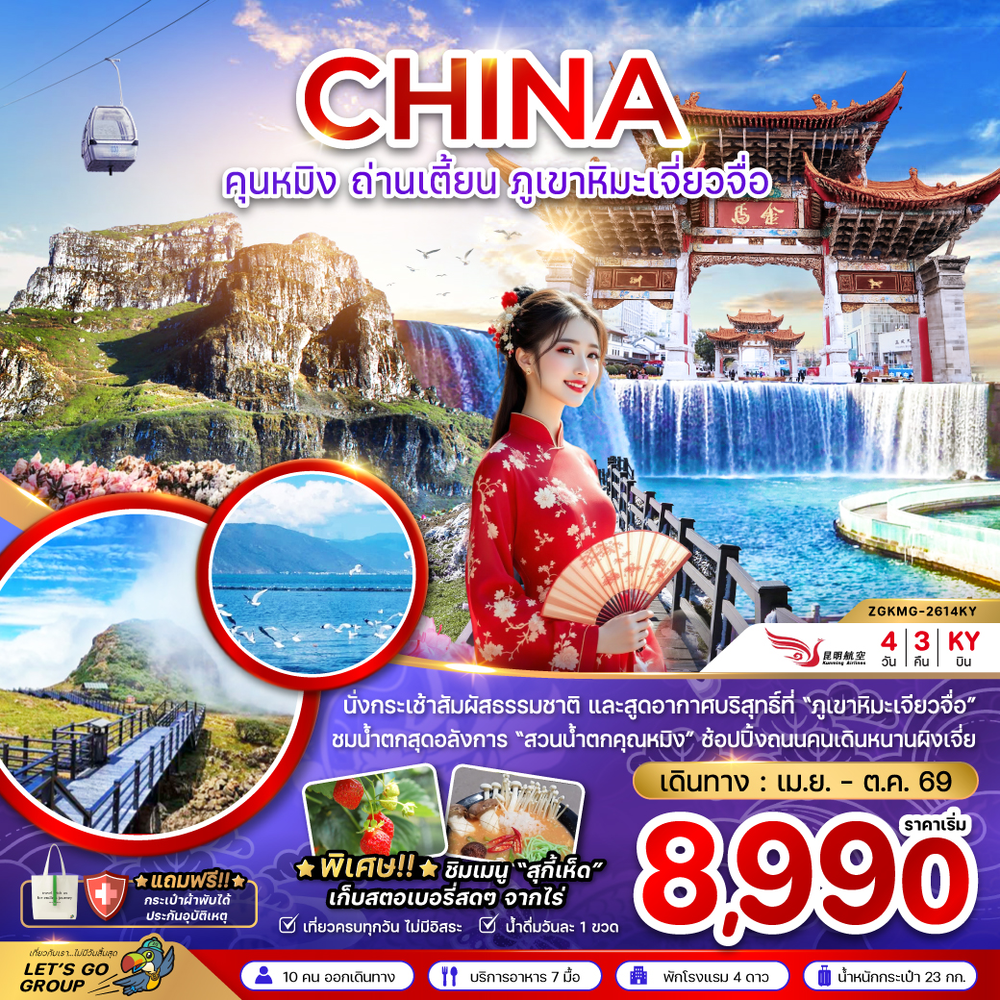 CHINA
คุนหมิง ถ่านเตี้ยน ภูเขาหิมะเจี่ยวจื่อ
金馬
ZGKMG-2614KY
昆明航空
Kunming Airlines
4 วัน
3 คืน
KY บิน
นั่งกระเช้าสัมผัสธรรมชาติ และสูดอากาศบริสุทธิ์ที่ “ภูเขาหิมะเจียวจื่อ”
ชมน้ำตกสุดอลังการ “สวนน้ำตกคุณหมิง” ช้อปปิ้งถนนคนเดินหนานผิงเจี่ย
เดินทาง : เม.ย. - ต.ค. 69
ราคาเริ่ม
8,990
พิเศษ!! ชิมเมนู “สุกี้เห็ด”
เก็บสตอเบอรี่สดๆ จากไร่
เที่ยวครบทุกวัน ไม่มีอิสระ
น้ำดื่มวันละ 1 ขวด
แถมฟรี!!
กระเป๋าผ้าพับได้
ประกันอุบัติเหตุ
เที่ยวกับเรา...ไม่มีวันสิ้นสุด
LET'S GO
GROUP
10 คน ออกเดินทาง
บริการอาหาร 7 มื้อ
พักโรงแรม 4 ดาว
น้ำหนักกระเป๋า 23 กก.